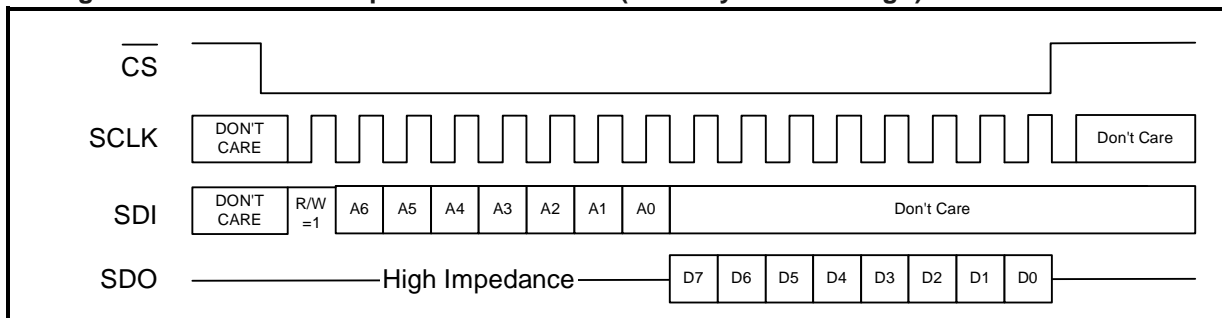 CS
SCLK
DON'T
CARE
Don't Care
SDI
DON'T
CARE
R/W
=1
A6 A5 A4 A3 A2 A1 A0
Don't Care
SDO
High Impedance
D7 D6 D5 D4 D3 D2 D1 D0